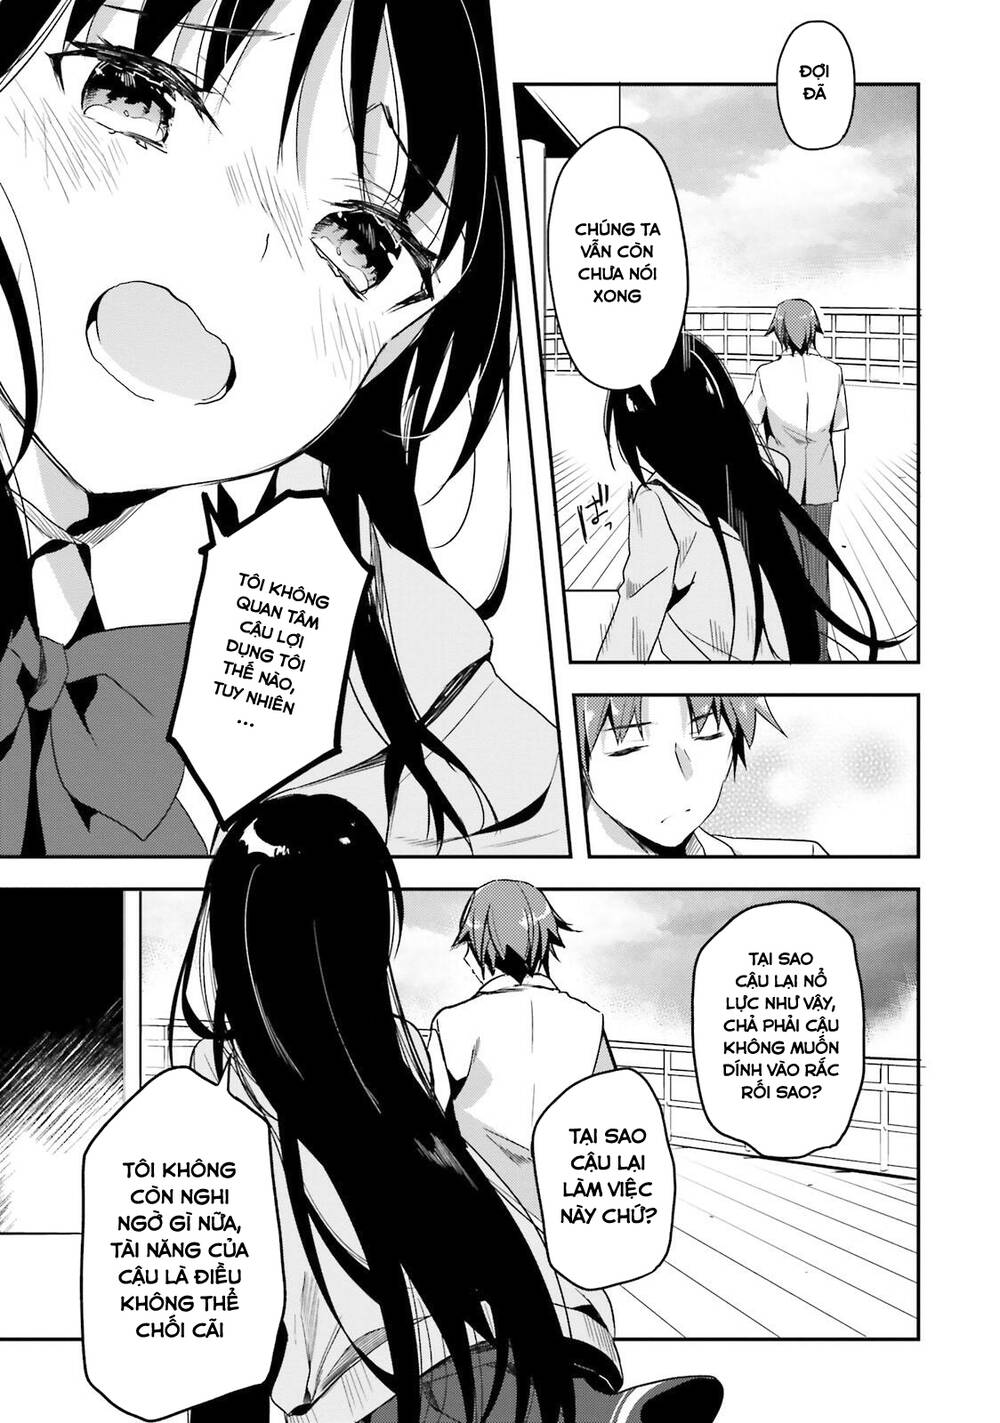 ĐỢI
ĐÃ
CHÚNG TA
VẪN CÒN
CHƯA NÓI
XONG
ばっ
TÔI KHÔNG
QUAN TÂM
CẬU LỢI
DỤNG TÔI
THẾ NÀO,
TUY NHIÊN
...
TẠI SAO
CẬU LẠI NỔ
LỰC NHƯ VẬY,
CHẢ PHẢI CẬU
KHÔNG MUỐN
DÍNH VÀO RẮC
RỐI SAO?
TẠI SAO
CẬU LẠI
LÀM VIỆC
NÀY CHỨ?
TÔI KHÔNG
CÒN NGHI
NGỜ GÌ NỮA,
TÀI NĂNG CỦA
CẬU LÀ ĐIỀU
KHÔNG THỂ
CHỐI CÃI